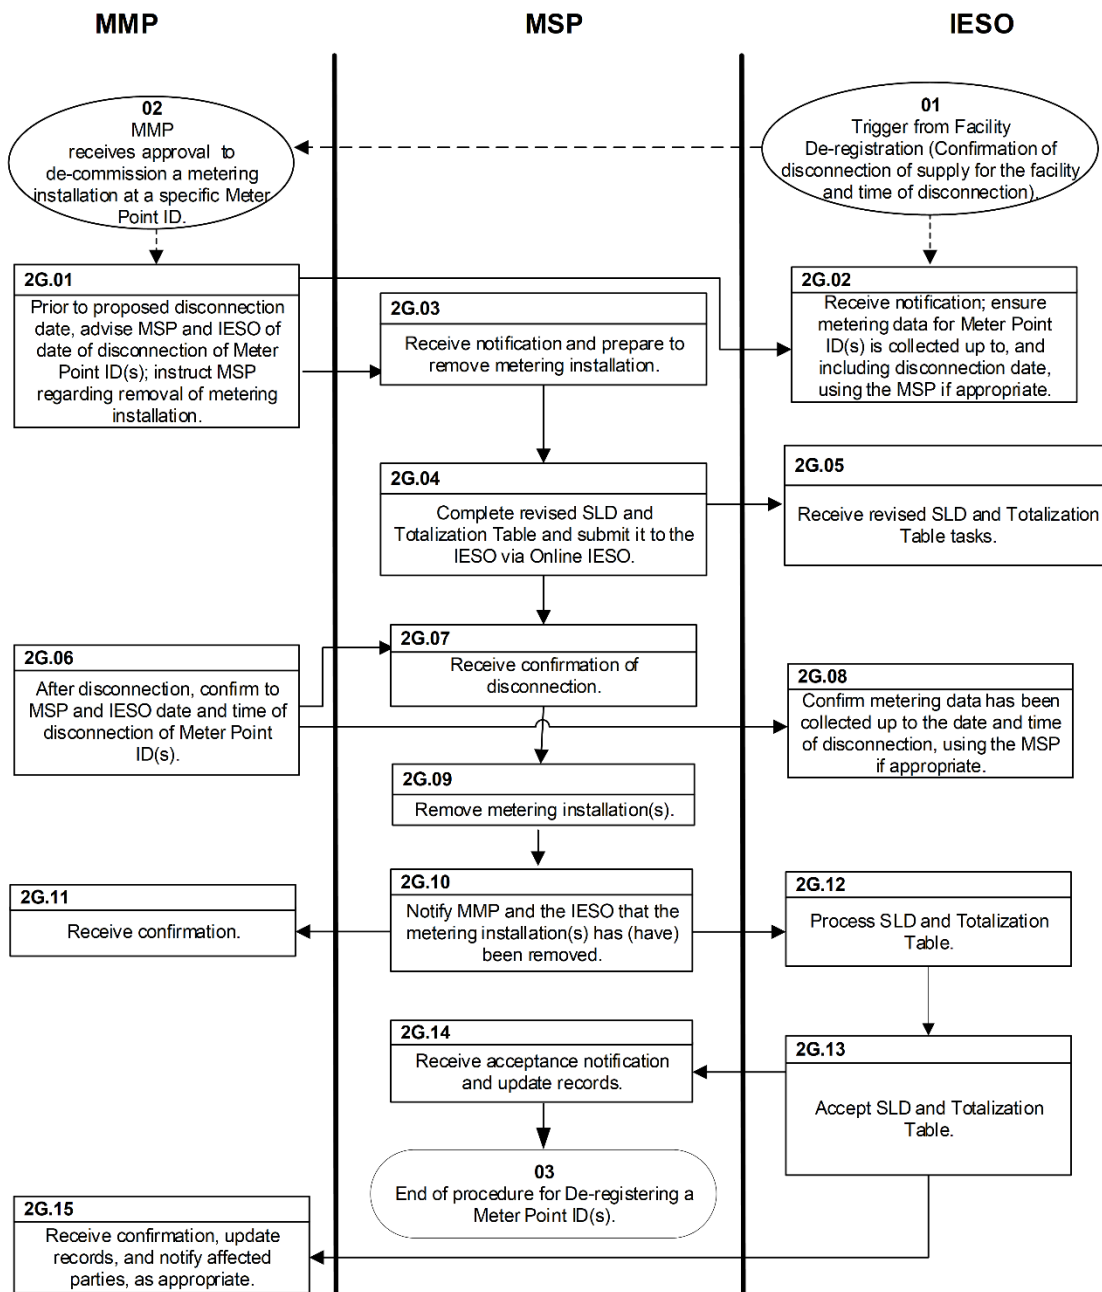 MMP
MSP
IESO
02
MMP
receives approval to
de-commission a metering
installation at a specific Meter
Point ID.
01
Trigger from Facility
De-registration (Confirmation of
disconnection of supply for the facility
and time of disconnection).
2G.01
Prior to proposed disconnection
date, advise MSP and IESO of
date of disconnection of Meter
Point ID(s); instruct MSP
regarding removal of metering
installation.
2G.03
Receive notification and prepare to
remove metering installation.
2G.02
Receive notification; ensure
metering data for Meter Point
ID(s) is collected up to, and
including disconnection date,
using the MSP if appropriate.
2G.04
Complete revised SLD and
Totalization Table and submit it to the
IESO via Online IESO.
2G.05
Receive revised SLD and Totalization
Table tasks.
2G.06
After disconnection, confirm to
MSP and IESO date and time of
disconnection of Meter Point
ID(s).
2G.07
Receive confirmation of
disconnection.
2G.08
Confirm metering data has been
collected up to the date and time
of disconnection, using the MSP
if appropriate.
2G.09
Remove metering installation(s).
2G.10
Notify MMP and the IESO that the
metering installation(s) has (have)
been removed.
2G.11
Receive confirmation.
2G.12
Process SLD and Totalization
Table.
2G.13
Accept SLD and Totalization
Table.
2G.14
Receive acceptance notification
and update records.
03
End of procedure for De-registering a
Meter Point ID(s).
2G.15
Receive confirmation, update
records, and notify affected
parties, as appropriate.